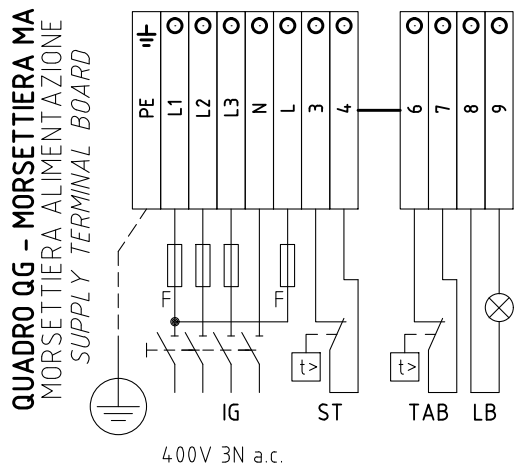 QUADRO QG - MORSETTIERA MA
MORSETTIERA ALIMENTAZIONE
SUPPLY TERMINAL BOARD
PE L1 L2 L3 N L 3 4 6 7 8 9
F F
t> t>
IG ST TAB LB
400V 3N a.c.